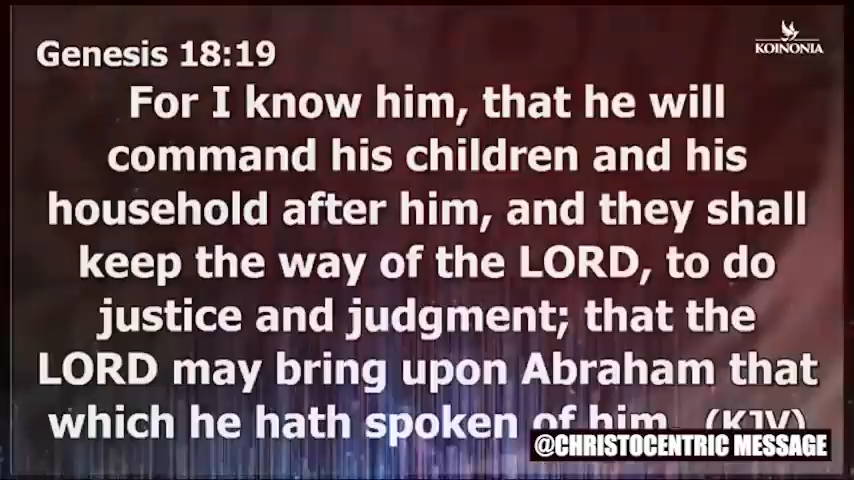 Genesis 18:19
KOINONIA
For I know him, that he will
command his children and his
household after him, and they shall
keep the way of the LORD, to do
justice and judgment; that the
LORD may bring upon Abraham that
which he hath spoken of him. (KJV)
@CHRISTOCENTRIC MESSAGE